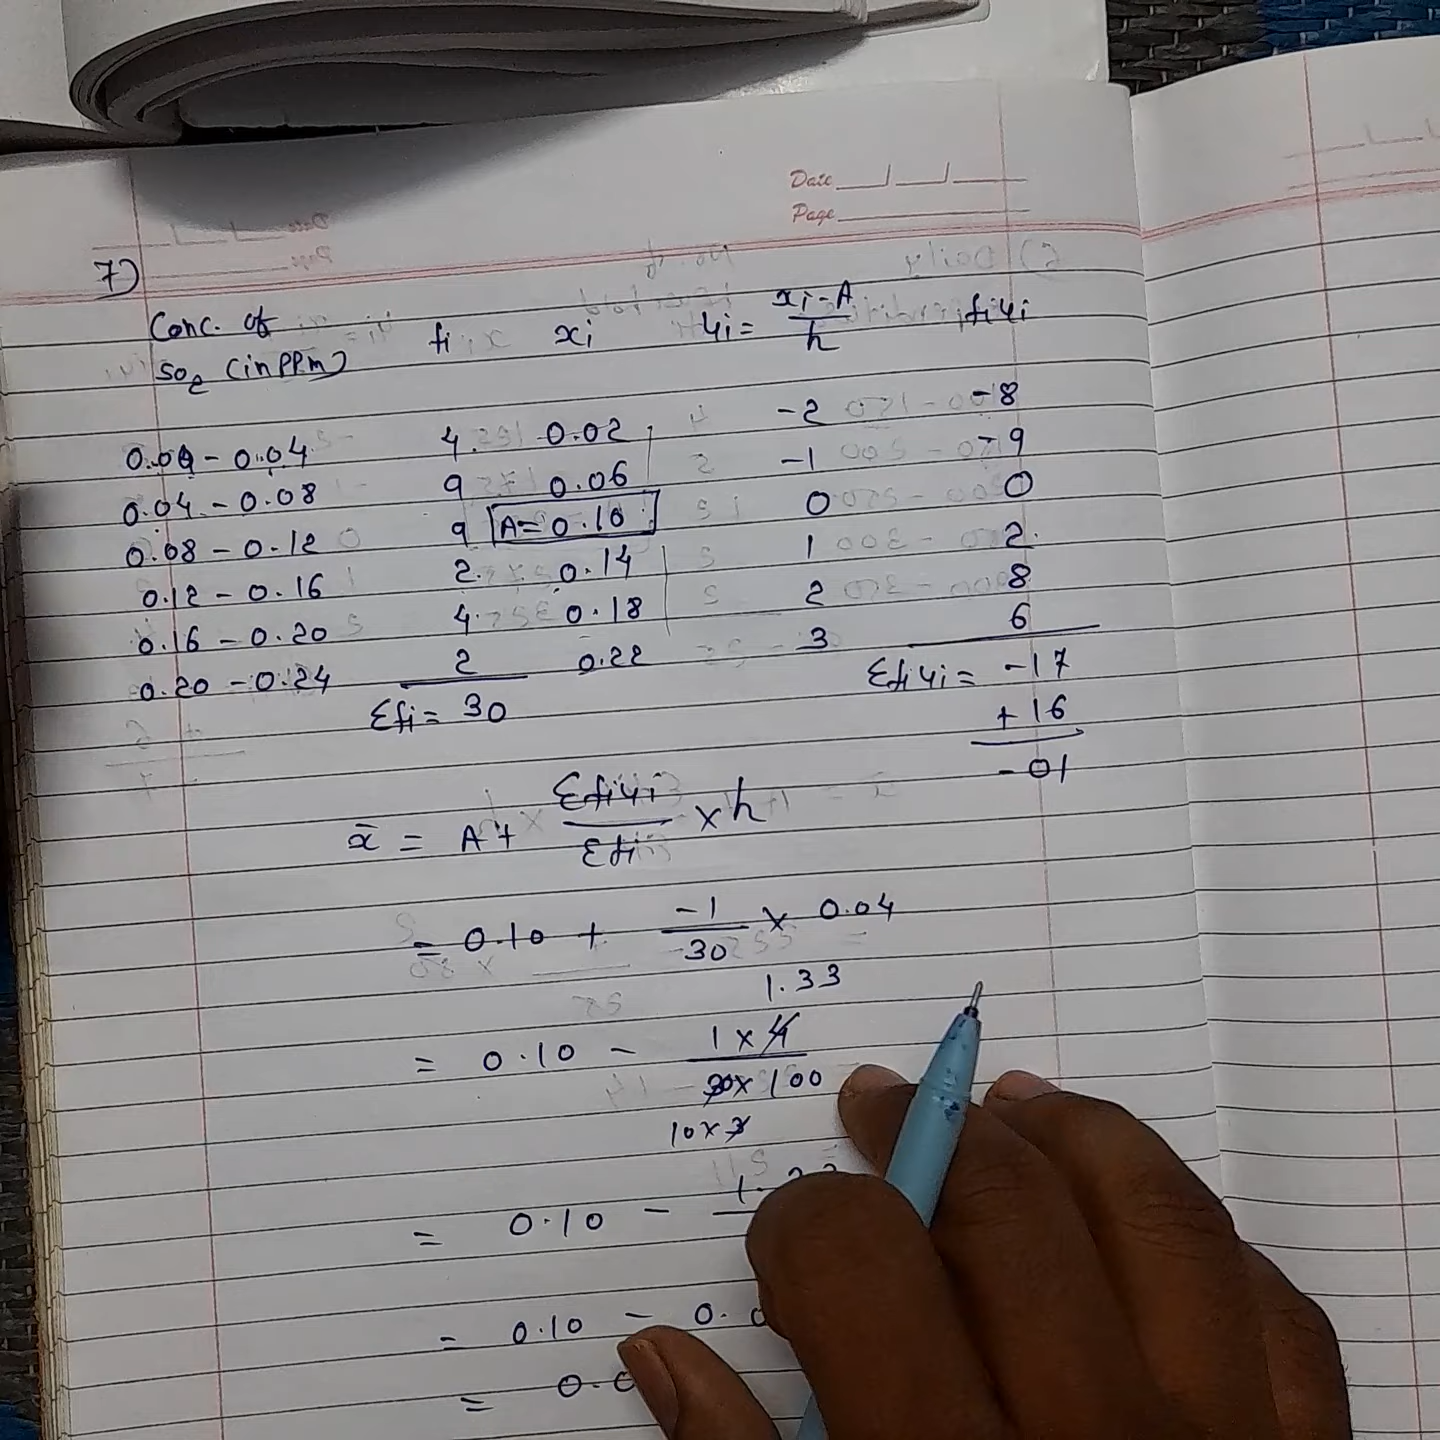 Date
Page
7)
Conc. of SO2 (in PPm) fi xi ui = xi - A / h fiui
0.00 - 0.04 4 0.02 -2 -8
0.04 - 0.08 9 0.06 -1 -9
0.08 - 0.12 9 A = 0.10 0 0
0.12 - 0.16 2 0.14 1 2
0.16 - 0.20 4 0.18 2 8
0.20 - 0.24 2 0.22 3 6
Σfi = 30 Σfiui = -17
+ 16
- 01
x̄ = A + Σfiui / Σfi × h
= 0.10 + -1 / 30 × 0.04
1.33
= 0.10 - 1 × 4 / 30 × 100
10 × 3
= 0.10 -
= 0.10 -
=